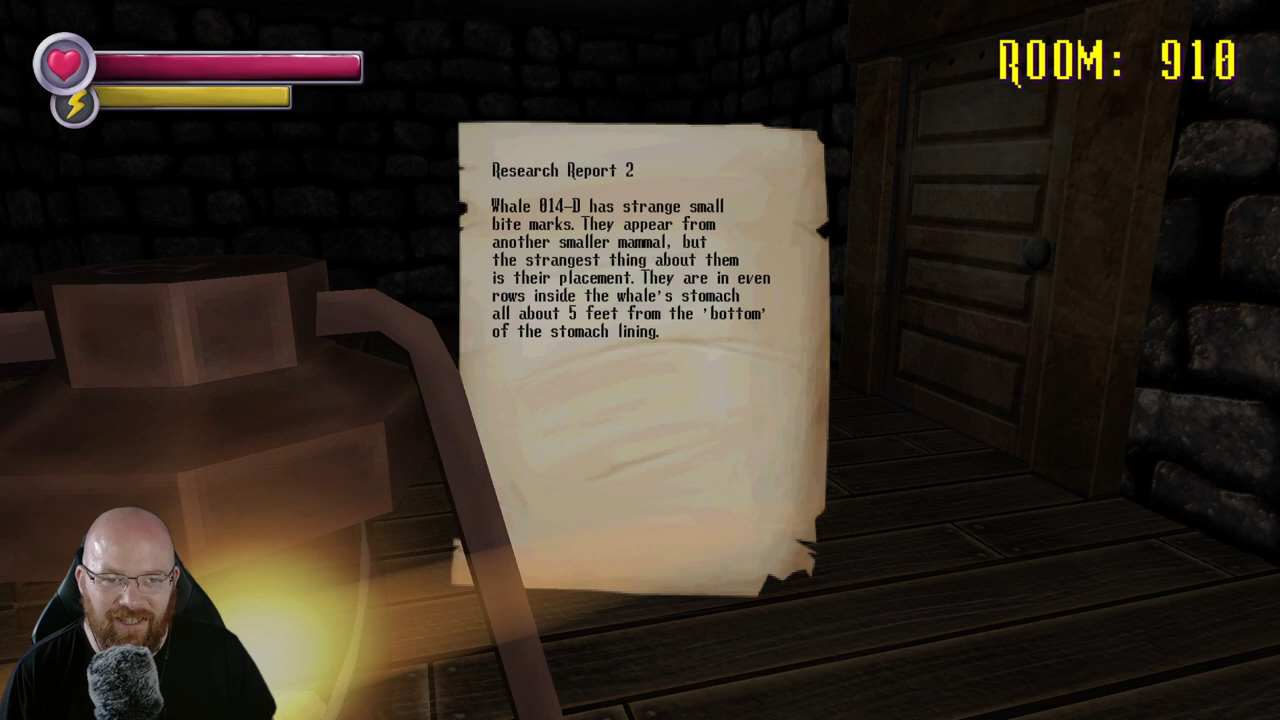 ROOM: 910
Research Report 2
Whale 014-D has strange small
bite marks. They appear from
another smaller mammal, but
the strangest thing about them
is their placement. They are in even
rows inside the whale's stomach
all about 5 feet from the 'bottom'
of the stomach lining.